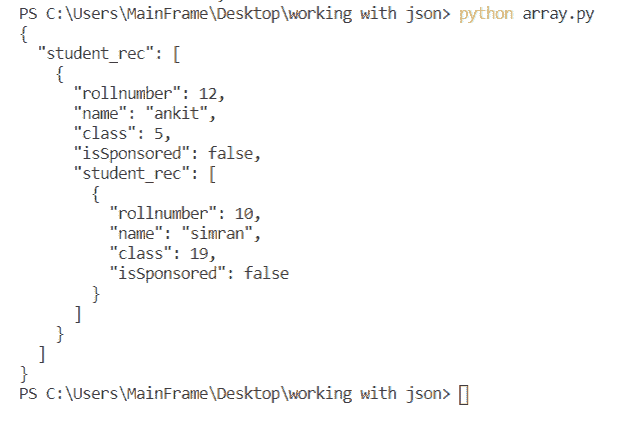 PS C:\Users\MainFrame\Desktop\working with json> python array.py
{
  "student_rec": [
    {
      "rollnumber": 12,
      "name": "ankit",
      "class": 5,
      "isSponsored": false,
      "student_rec": [
        {
          "rollnumber": 10,
          "name": "simran",
          "class": 19,
          "isSponsored": false
        }
      ]
    }
  ]
}
PS C:\Users\MainFrame\Desktop\working with json>